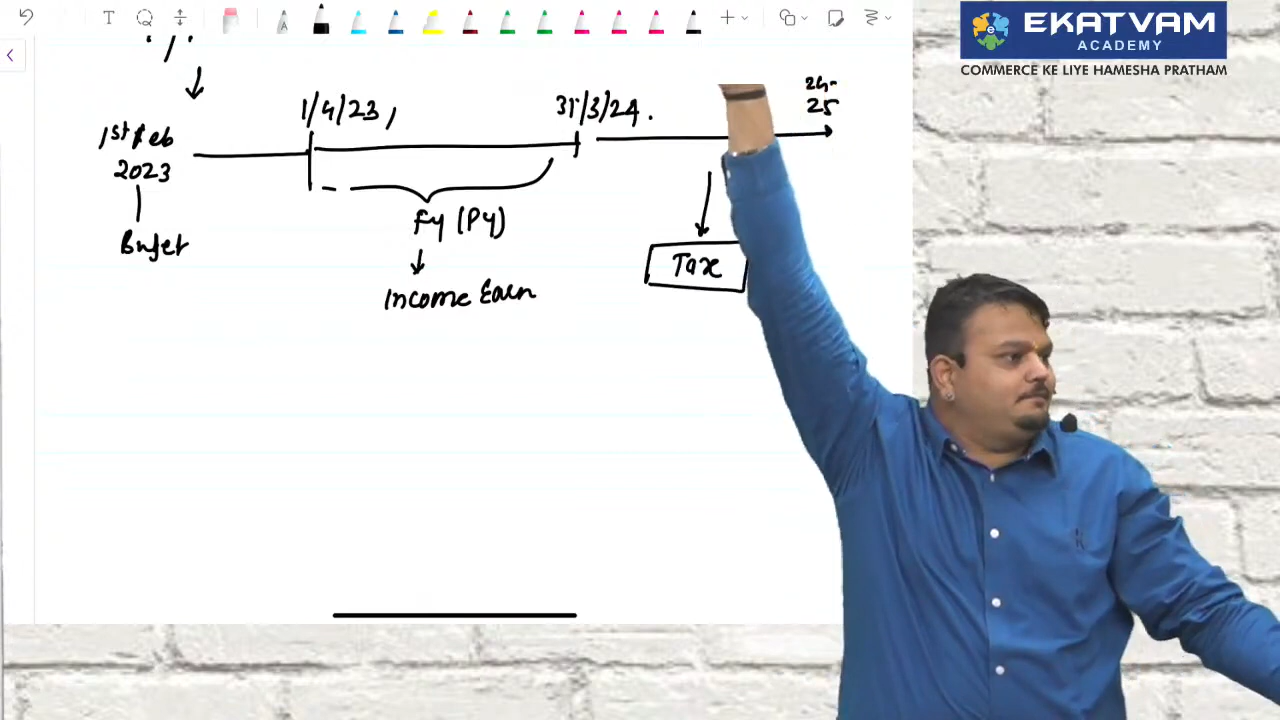 EKATVAM
ACADEMY
COMMERCE KE LIYE HAMESHA PRATHAM
1/4/23,
31/3/24.
24-
25
1st Feb
2023
Fy (Py)
Bujet
Tax
Income Earn